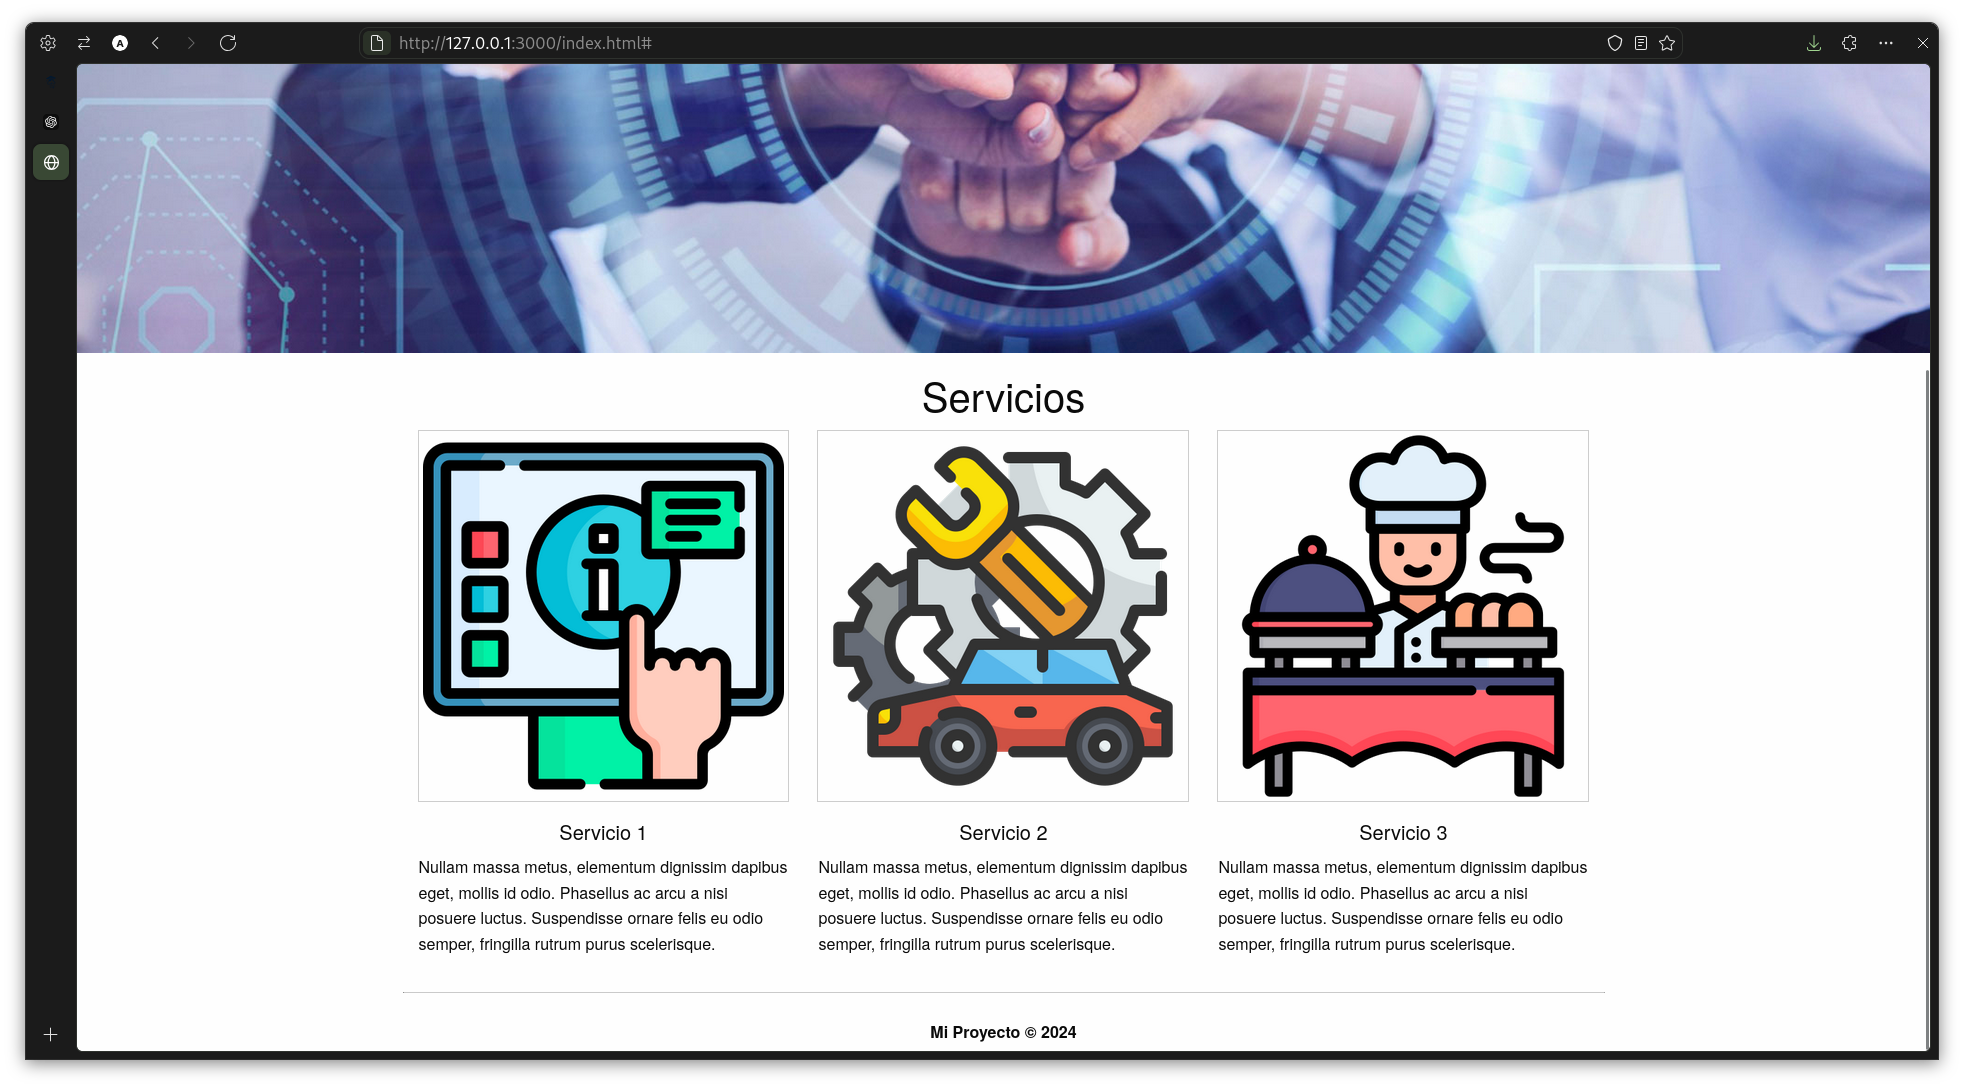 A
http://127.0.0.1:3000/index.html#
Servicios
i
Servicio 1
Nullam massa metus, elementum dignissim dapibus
eget, mollis id odio. Phasellus ac arcu a nisi
posuere luctus. Suspendisse ornare felis eu odio
semper, fringilla rutrum purus scelerisque.
Servicio 2
Nullam massa metus, elementum dignissim dapibus
eget, mollis id odio. Phasellus ac arcu a nisi
posuere luctus. Suspendisse ornare felis eu odio
semper, fringilla rutrum purus scelerisque.
Servicio 3
Nullam massa metus, elementum dignissim dapibus
eget, mollis id odio. Phasellus ac arcu a nisi
posuere luctus. Suspendisse ornare felis eu odio
semper, fringilla rutrum purus scelerisque.
Mi Proyecto © 2024